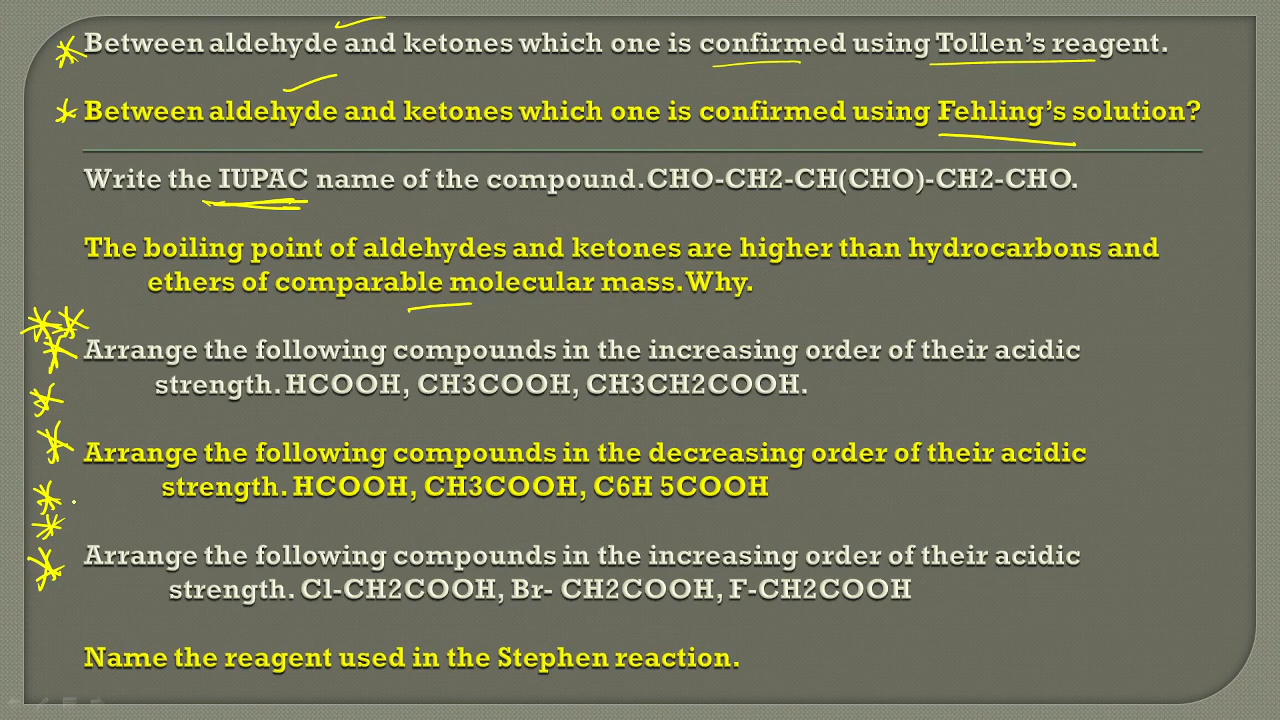 Between aldehyde and ketones which one is confirmed using Tollen's reagent.
Between aldehyde and ketones which one is confirmed using Fehling's solution?
Write the IUPAC name of the compound.CHO-CH2-CH(CHO)-CH2-CHO.
The boiling point of aldehydes and ketones are higher than hydrocarbons and
ethers of comparable molecular mass.Why.
Arrange the following compounds in the increasing order of their acidic
strength. HCOOH, CH3COOH, CH3CH2COOH.
Arrange the following compounds in the decreasing order of their acidic
strength. HCOOH, CH3COOH, C6H 5COOH
Arrange the following compounds in the increasing order of their acidic
strength. Cl-CH2COOH, Br- CH2COOH, F-CH2COOH
Name the reagent used in the Stephen reaction.